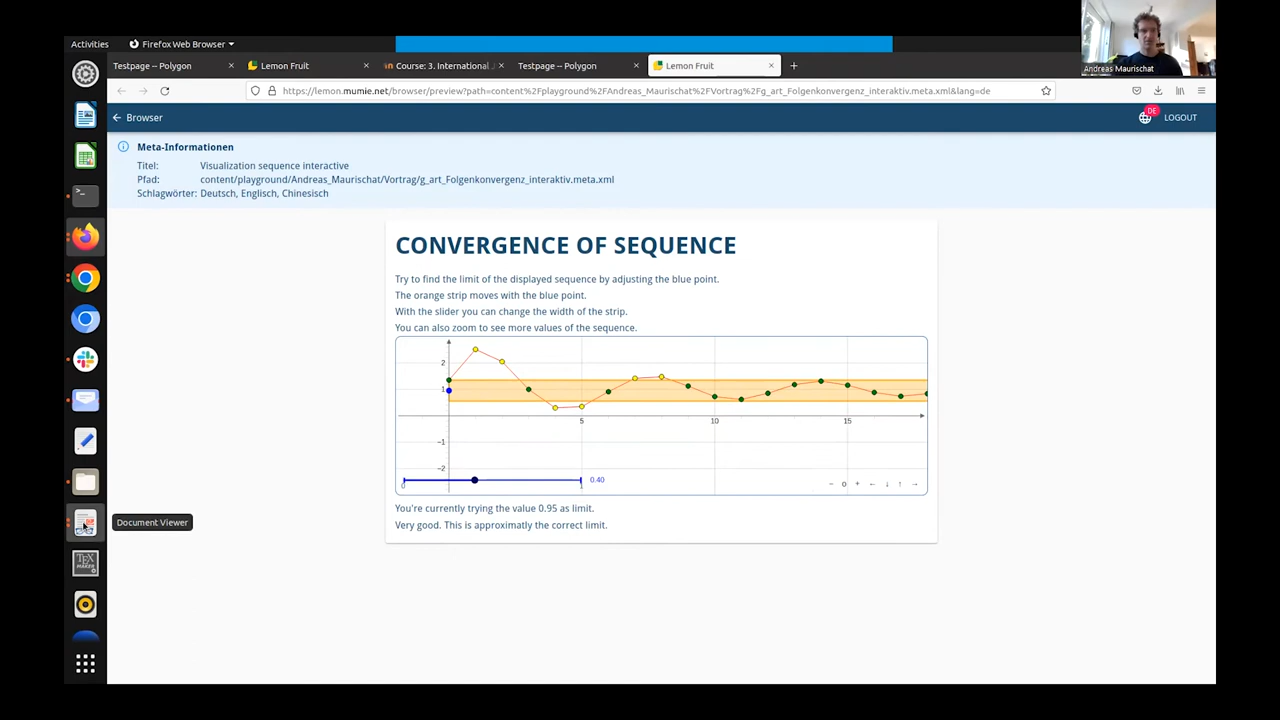 Activities
Firefox Web Browser
Andreas Maurischat
Testpage – Polygon
Lemon Fruit
Course: 3. International
Testpage – Polygon
Lemon Fruit
https://lemon.mumie.net/browser/preview?path=content%2Fplayground%2FAndreas_Maurischat%2FVortrag%2Fg_art_Folgenkonvergenz_interaktiv.meta.xml&lang=de
Browser
DE
LOGOUT
Meta-Informationen
Titel: Visualization sequence interactive
Pfad: content/playground/Andreas_Maurischat/Vortrag/g_art_Folgenkonvergenz_interaktiv.meta.xml
Schlagwörter: Deutsch, Englisch, Chinesisch
CONVERGENCE OF SEQUENCE
Try to find the limit of the displayed sequence by adjusting the blue point.
The orange strip moves with the blue point.
With the slider you can change the width of the strip.
You can also zoom to see more values of the sequence.
2
1
5 10 15
−1
−2
0.40
0 1
− o + ← ↓ ↑ →
You're currently trying the value 0.95 as limit.
Very good. This is approximatly the correct limit.
Document Viewer
TEX
MAKER